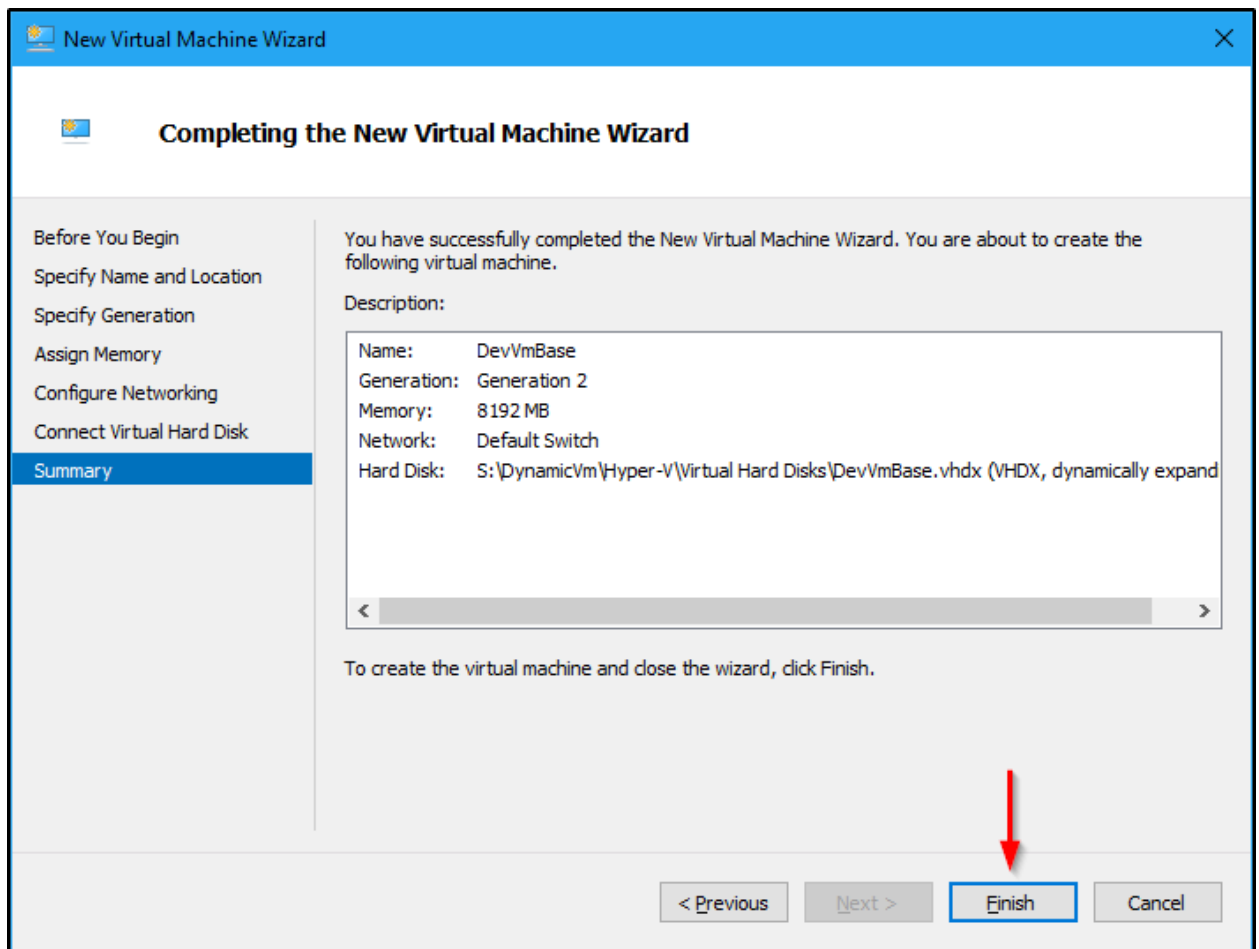 New Virtual Machine Wizard
Completing the New Virtual Machine Wizard
Before You Begin
Specify Name and Location
Specify Generation
Assign Memory
Configure Networking
Connect Virtual Hard Disk
Summary
You have successfully completed the New Virtual Machine Wizard. You are about to create the
following virtual machine.
Description:
Name: DevVmBase
Generation: Generation 2
Memory: 8192 MB
Network: Default Switch
Hard Disk: S:\DynamicVm\Hyper-V\Virtual Hard Disks\DevVmBase.vhdx (VHDX, dynamically expand
To create the virtual machine and close the wizard, click Finish.
< Previous Next > Finish Cancel